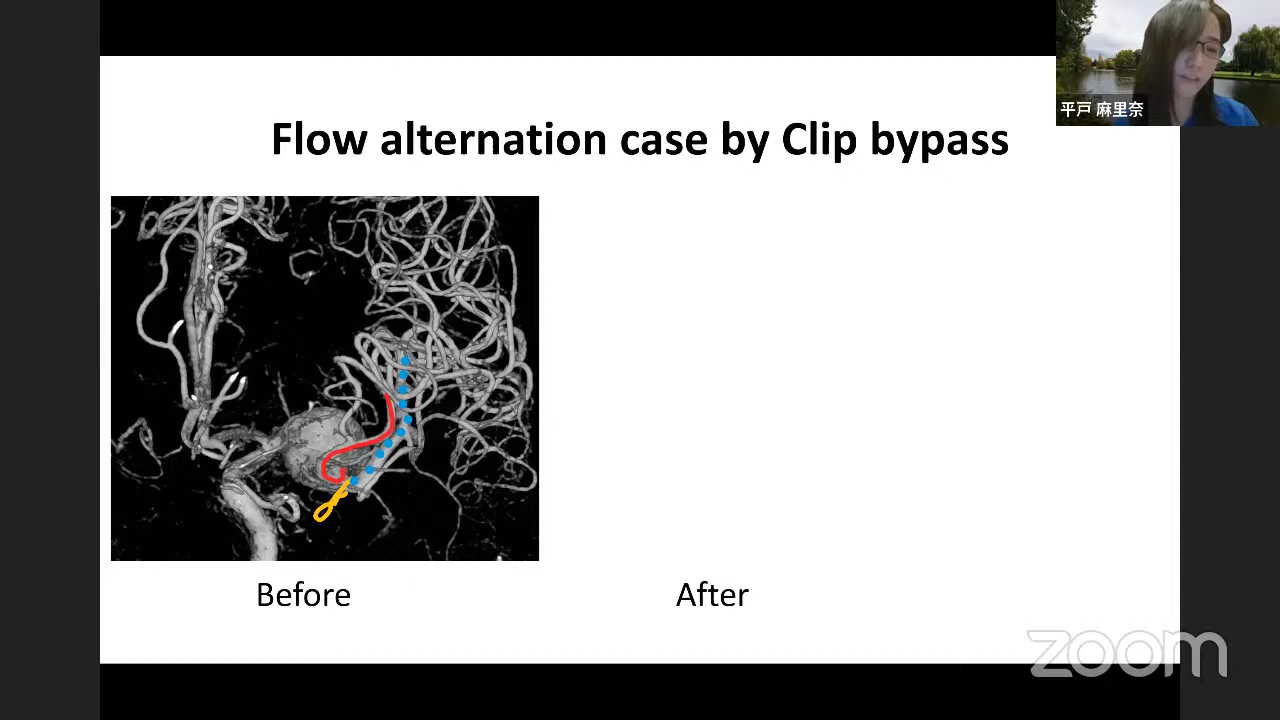 平戸 麻里奈
Flow alternation case by Clip bypass
Before
After
zoom